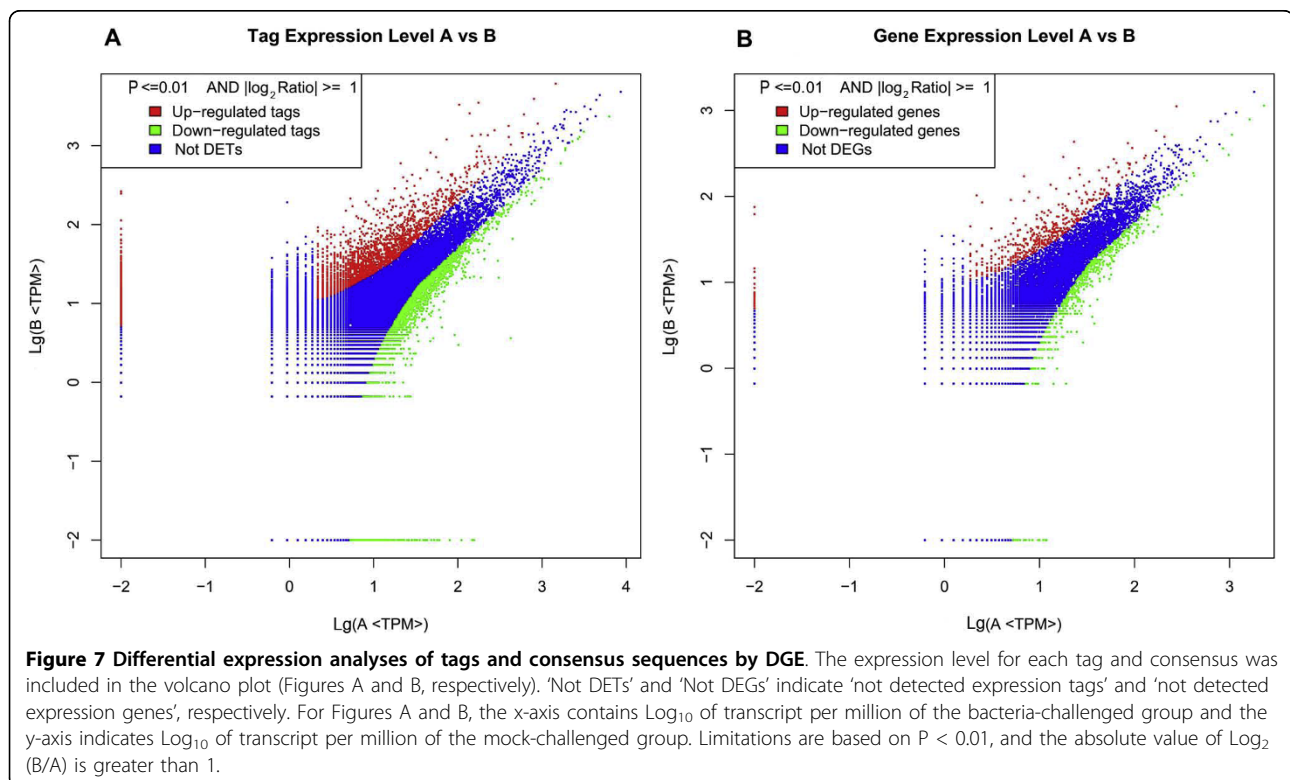 A
Tag Expression Level A vs B
P <=0.01 AND |log₂Ratio| >= 1
Up-regulated tags
Down-regulated tags
Not DETs
Lg(B <TPM>)
3
2
1
0
−1
−2
−2 −1 0 1 2 3 4
Lg(A <TPM>)
B
Gene Expression Level A vs B
P <=0.01 AND |log₂Ratio| >= 1
Up-regulated genes
Down-regulated genes
Not DEGs
Lg(B <TPM>)
3
2
1
0
−1
−2
−2 −1 0 1 2 3
Lg(A <TPM>)
Figure 7 Differential expression analyses of tags and consensus sequences by DGE. The expression level for each tag and consensus was
included in the volcano plot (Figures A and B, respectively). 'Not DETs' and 'Not DEGs' indicate 'not detected expression tags' and 'not detected
expression genes', respectively. For Figures A and B, the x-axis contains Log₁₀ of transcript per million of the bacteria-challenged group and the
y-axis indicates Log₁₀ of transcript per million of the mock-challenged group. Limitations are based on P < 0.01, and the absolute value of Log₂
(B/A) is greater than 1.